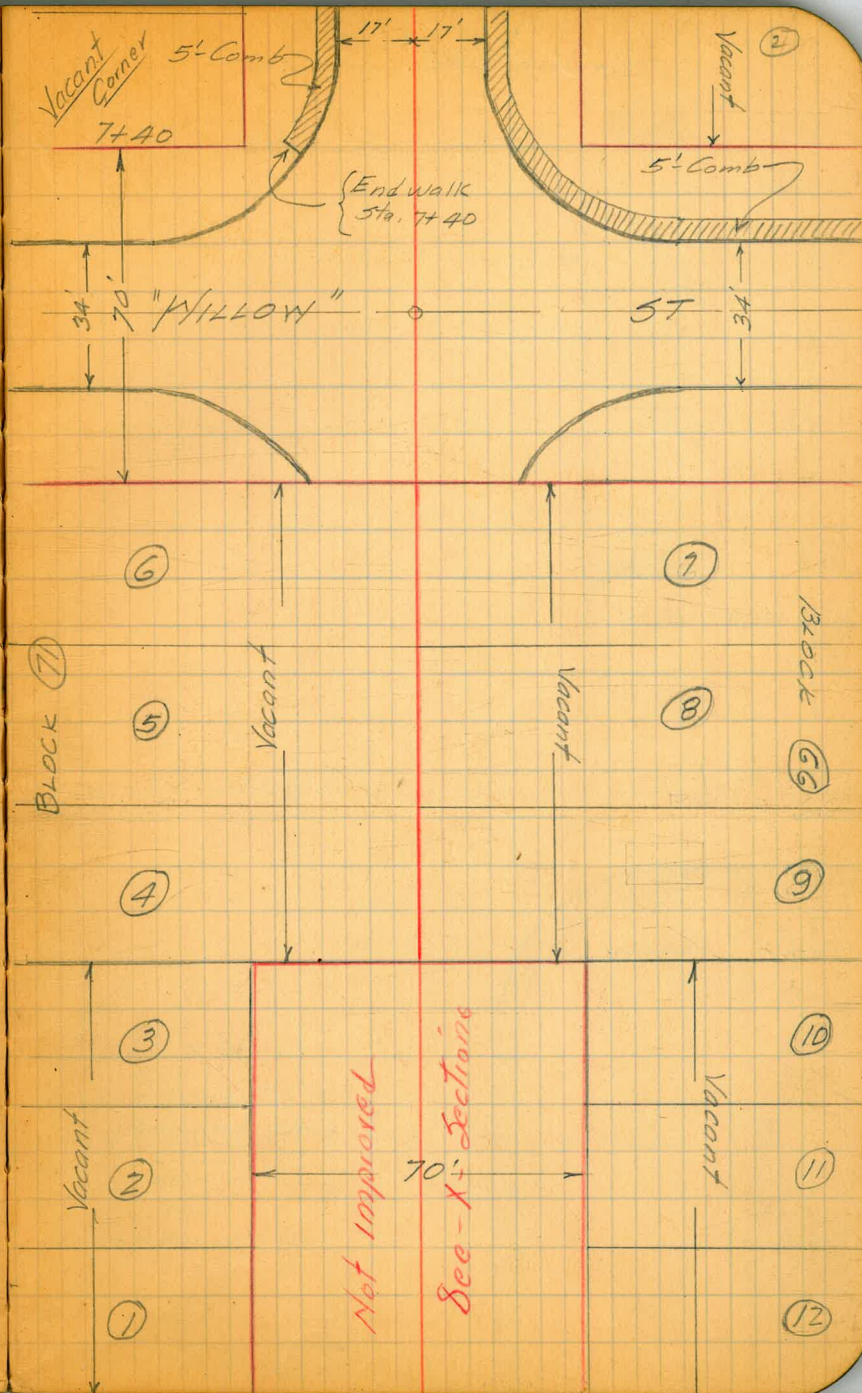 17' 17'
2
Vacant
Corner
5'-Comb
Vacant
7+40
5'-Comb
End walk
Sta. 7+40
34'
70'
"WILLOW" ST
34'
6
7
BLOCK 71
Vacant
Vacant
BLOCK 66
5
8
4
9
3
10
Not Improved
See - X - Sections
Vacant
70'
Vacant
2
11
1
12